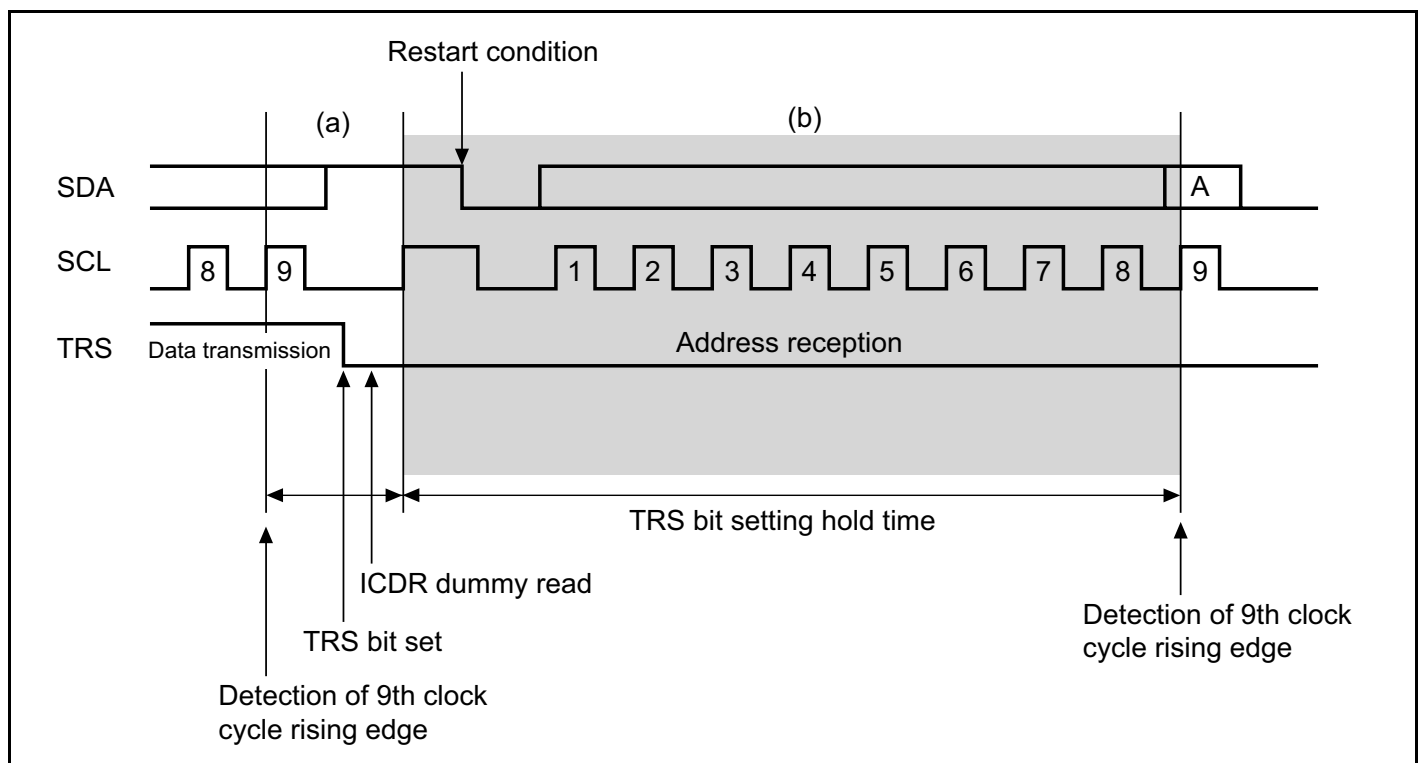 Restart condition
(a)
(b)
SDA
A
SCL
8 9 1 2 3 4 5 6 7 8 9
TRS
Data transmission
Address reception
TRS bit setting hold time
ICDR dummy read
TRS bit set
Detection of 9th clock
cycle rising edge
Detection of 9th clock
cycle rising edge